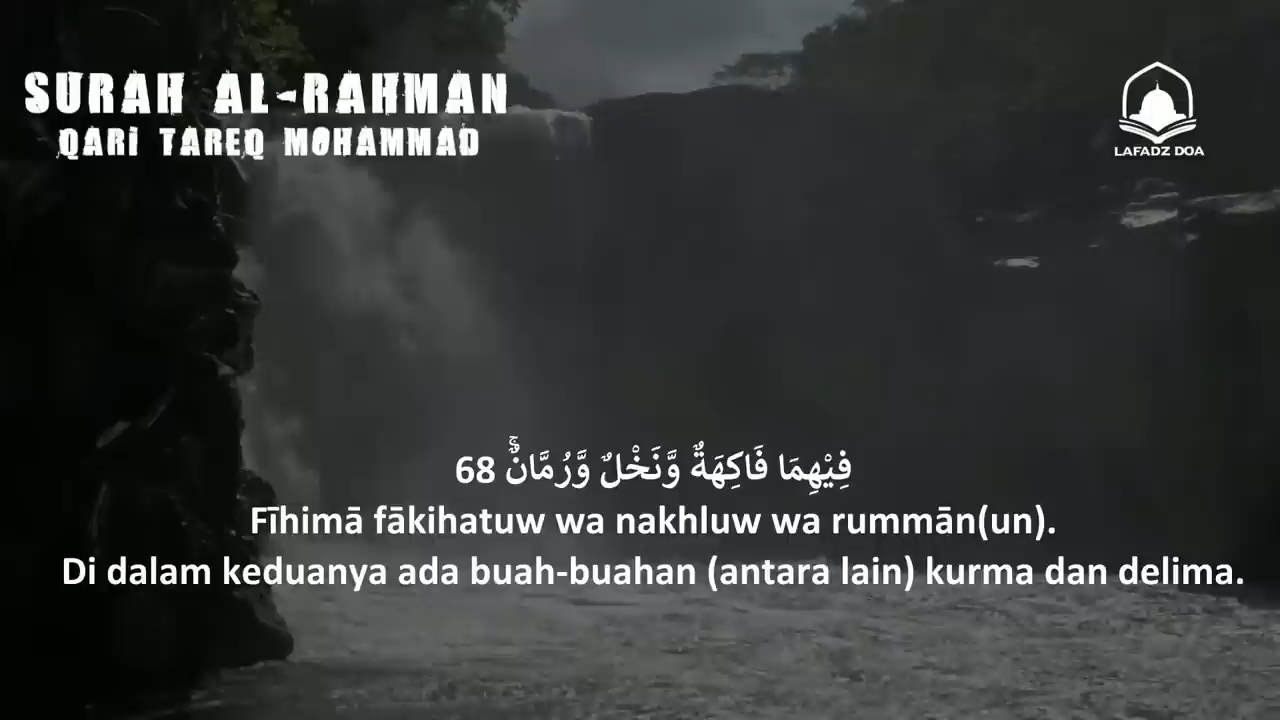 SURAH AL-RAHMAN
QARI TAREQ MOHAMMAD
LAFADZ DOA
فِيْهِمَا فَاكِهَةٌ وَّنَخْلٌ وَّرُمَّانٌۚ 68
Fīhimā fākihatuw wa nakhluw wa rummān(un).
Di dalam keduanya ada buah-buahan (antara lain) kurma dan delima.